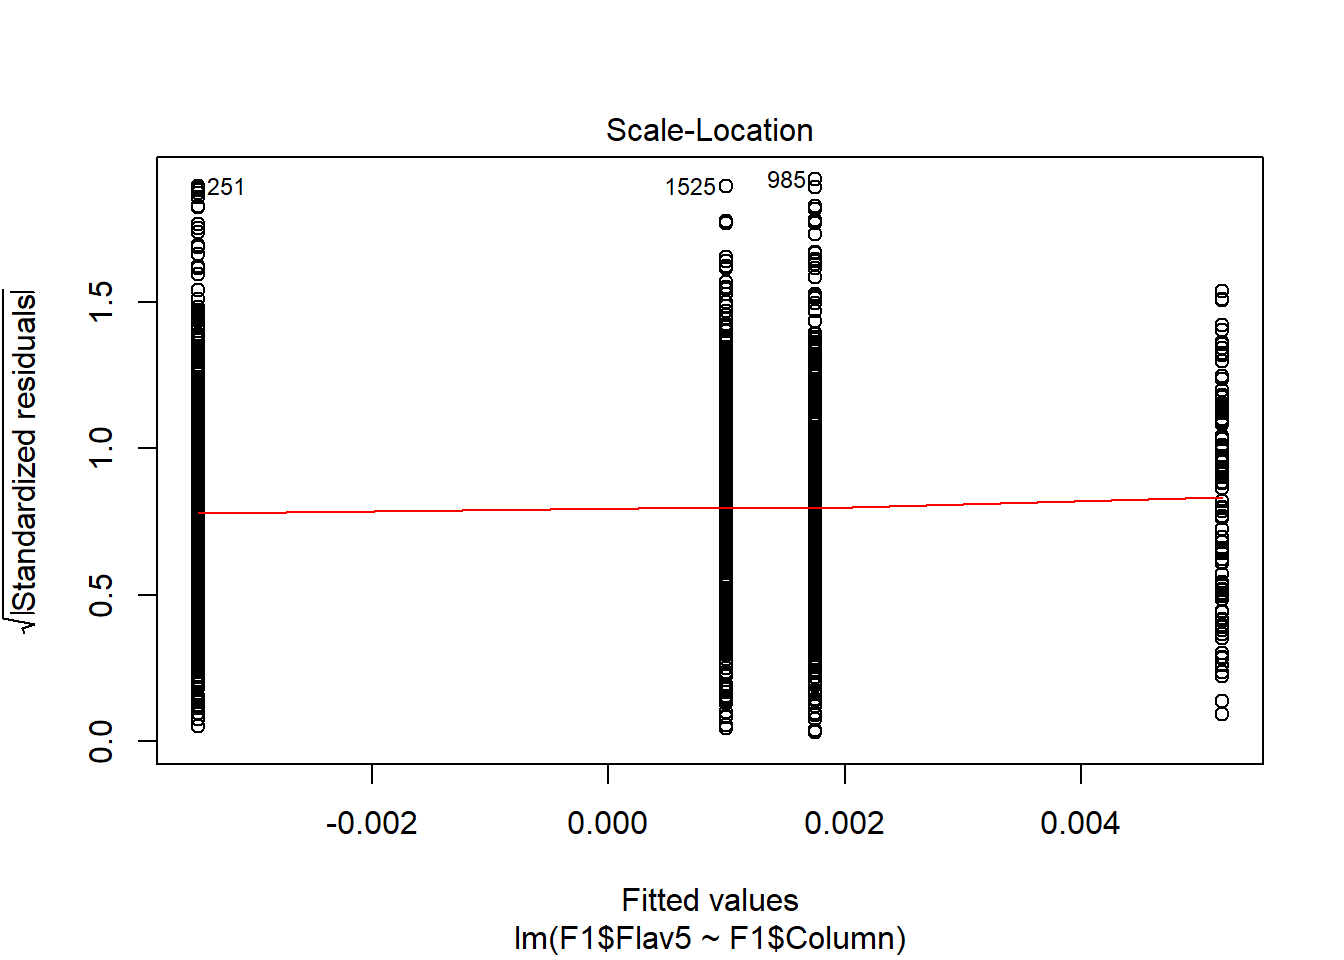 Scale-Location
251
1525
985
√|Standardized residuals|
1.5
1.0
0.5
0.0
-0.002
0.000
0.002
0.004
Fitted values
lm(F1$Flav5 ~ F1$Column)